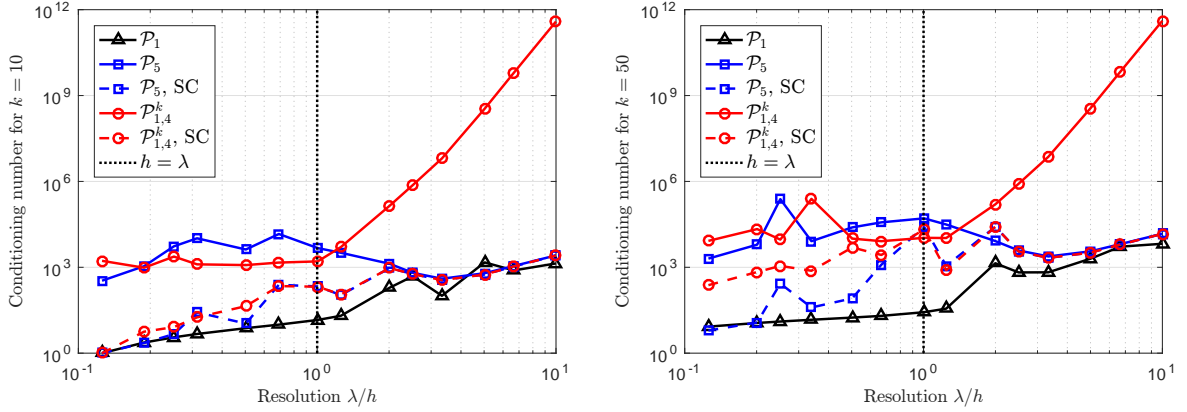 Conditioning number for k = 10
10^12
10^9
10^6
10^3
10^0
10^-1
10^0
10^1
Resolution λ/h
𝒫_1
𝒫_5
𝒫_5, SC
𝒫^k_{1,4}
𝒫^k_{1,4}, SC
h = λ
Conditioning number for k = 50
10^12
10^9
10^6
10^3
10^0
10^-1
10^0
10^1
Resolution λ/h
𝒫_1
𝒫_5
𝒫_5, SC
𝒫^k_{1,4}
𝒫^k_{1,4}, SC
h = λ